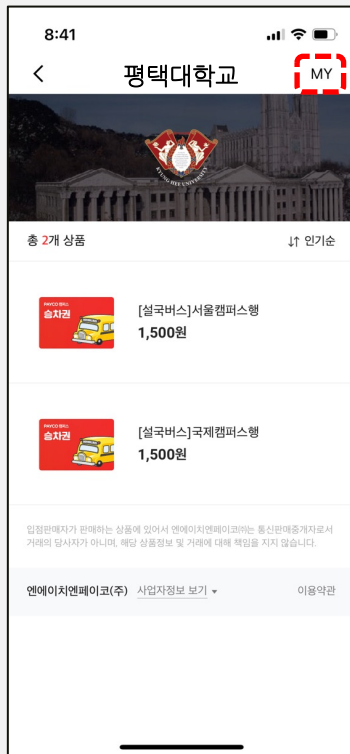 8:41
평택대학교
MY
KYUNG HEE UNIVERSITY
총 2개 상품
인기순
PAYCO 캠퍼스
승차권
[설국버스]서울캠퍼스행
1,500원
PAYCO 캠퍼스
승차권
[설국버스]국제캠퍼스행
1,500원
입점판매자가 판매하는 상품에 있어서 엔에이치엔페이코㈜는 통신판매중개자로서
거래의 당사자가 아니며, 해당 상품정보 및 거래에 대해 책임을 지지 않습니다.
엔에이치엔페이코(주) 사업자정보 보기 이용약관